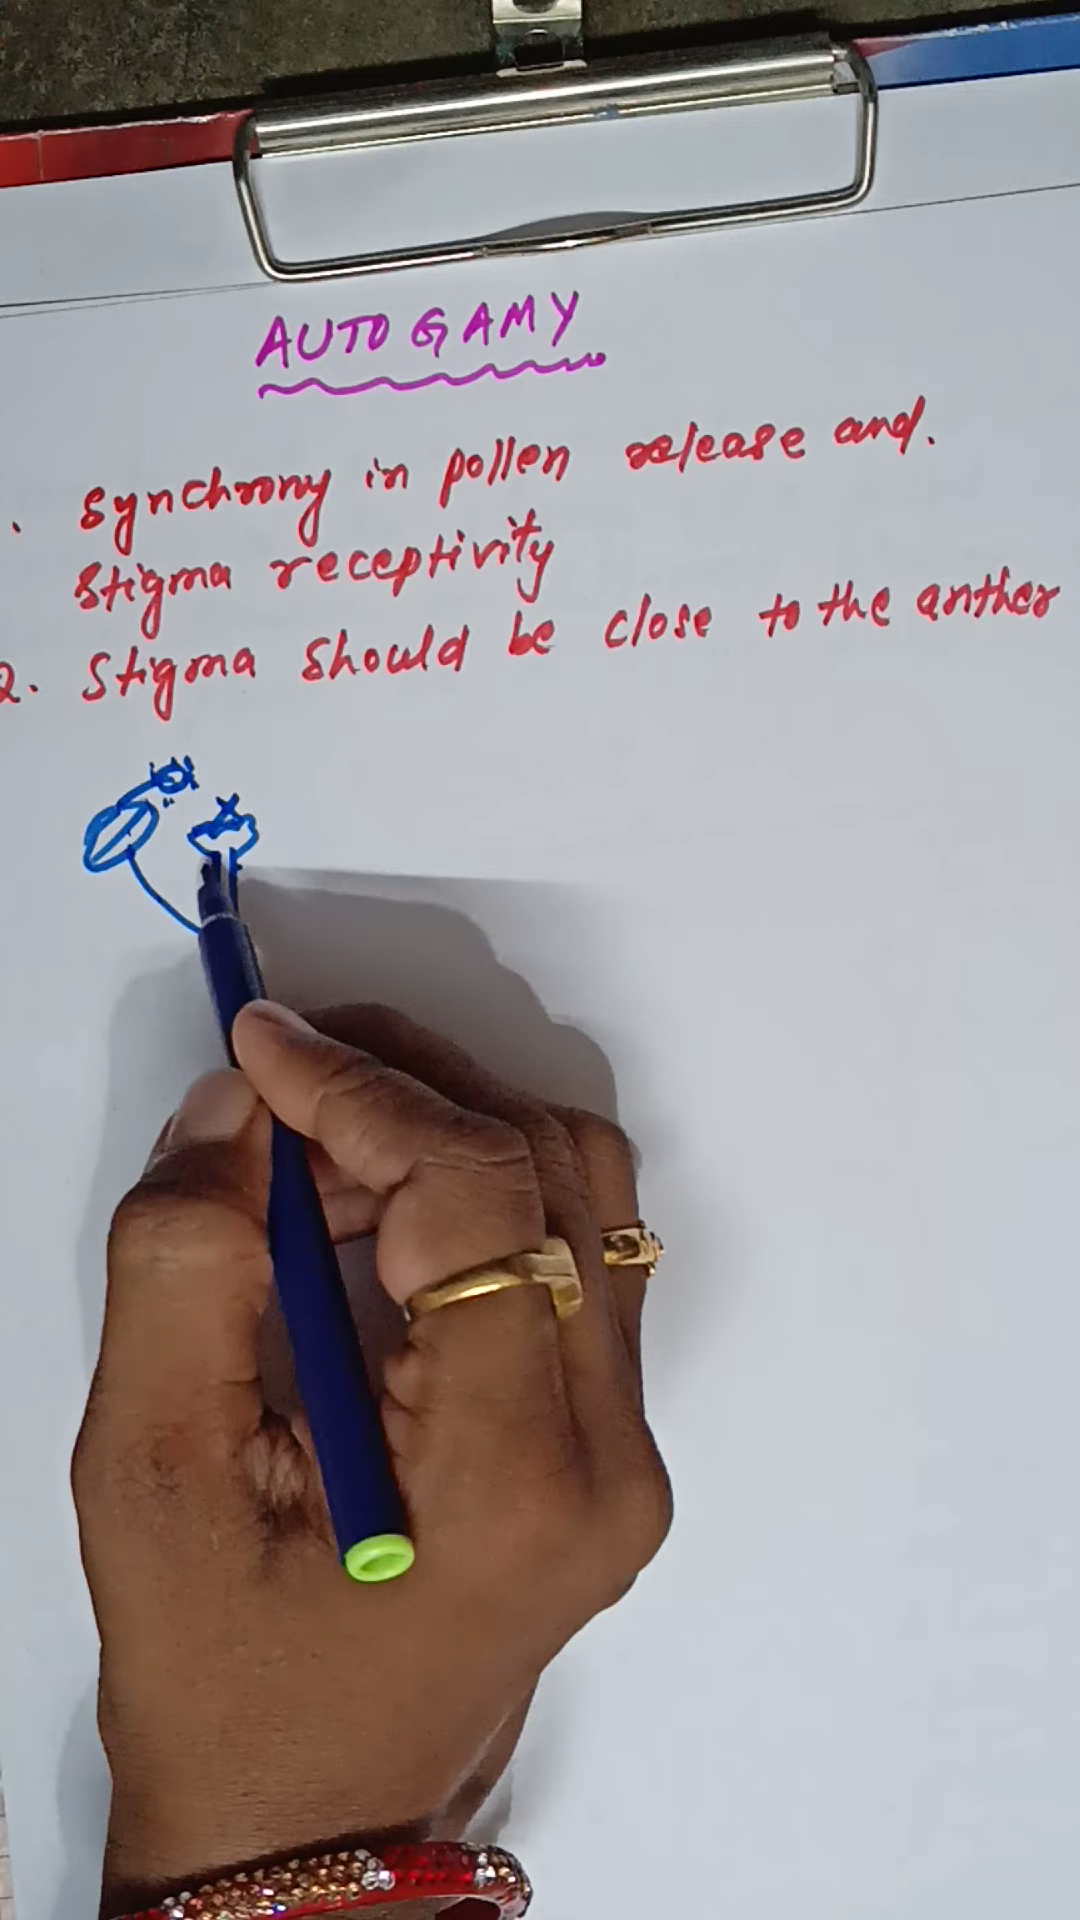 AUTOGAMY
. Synchrony in pollen release and.
Stigma receptivity
2. Stigma should be close to the anther